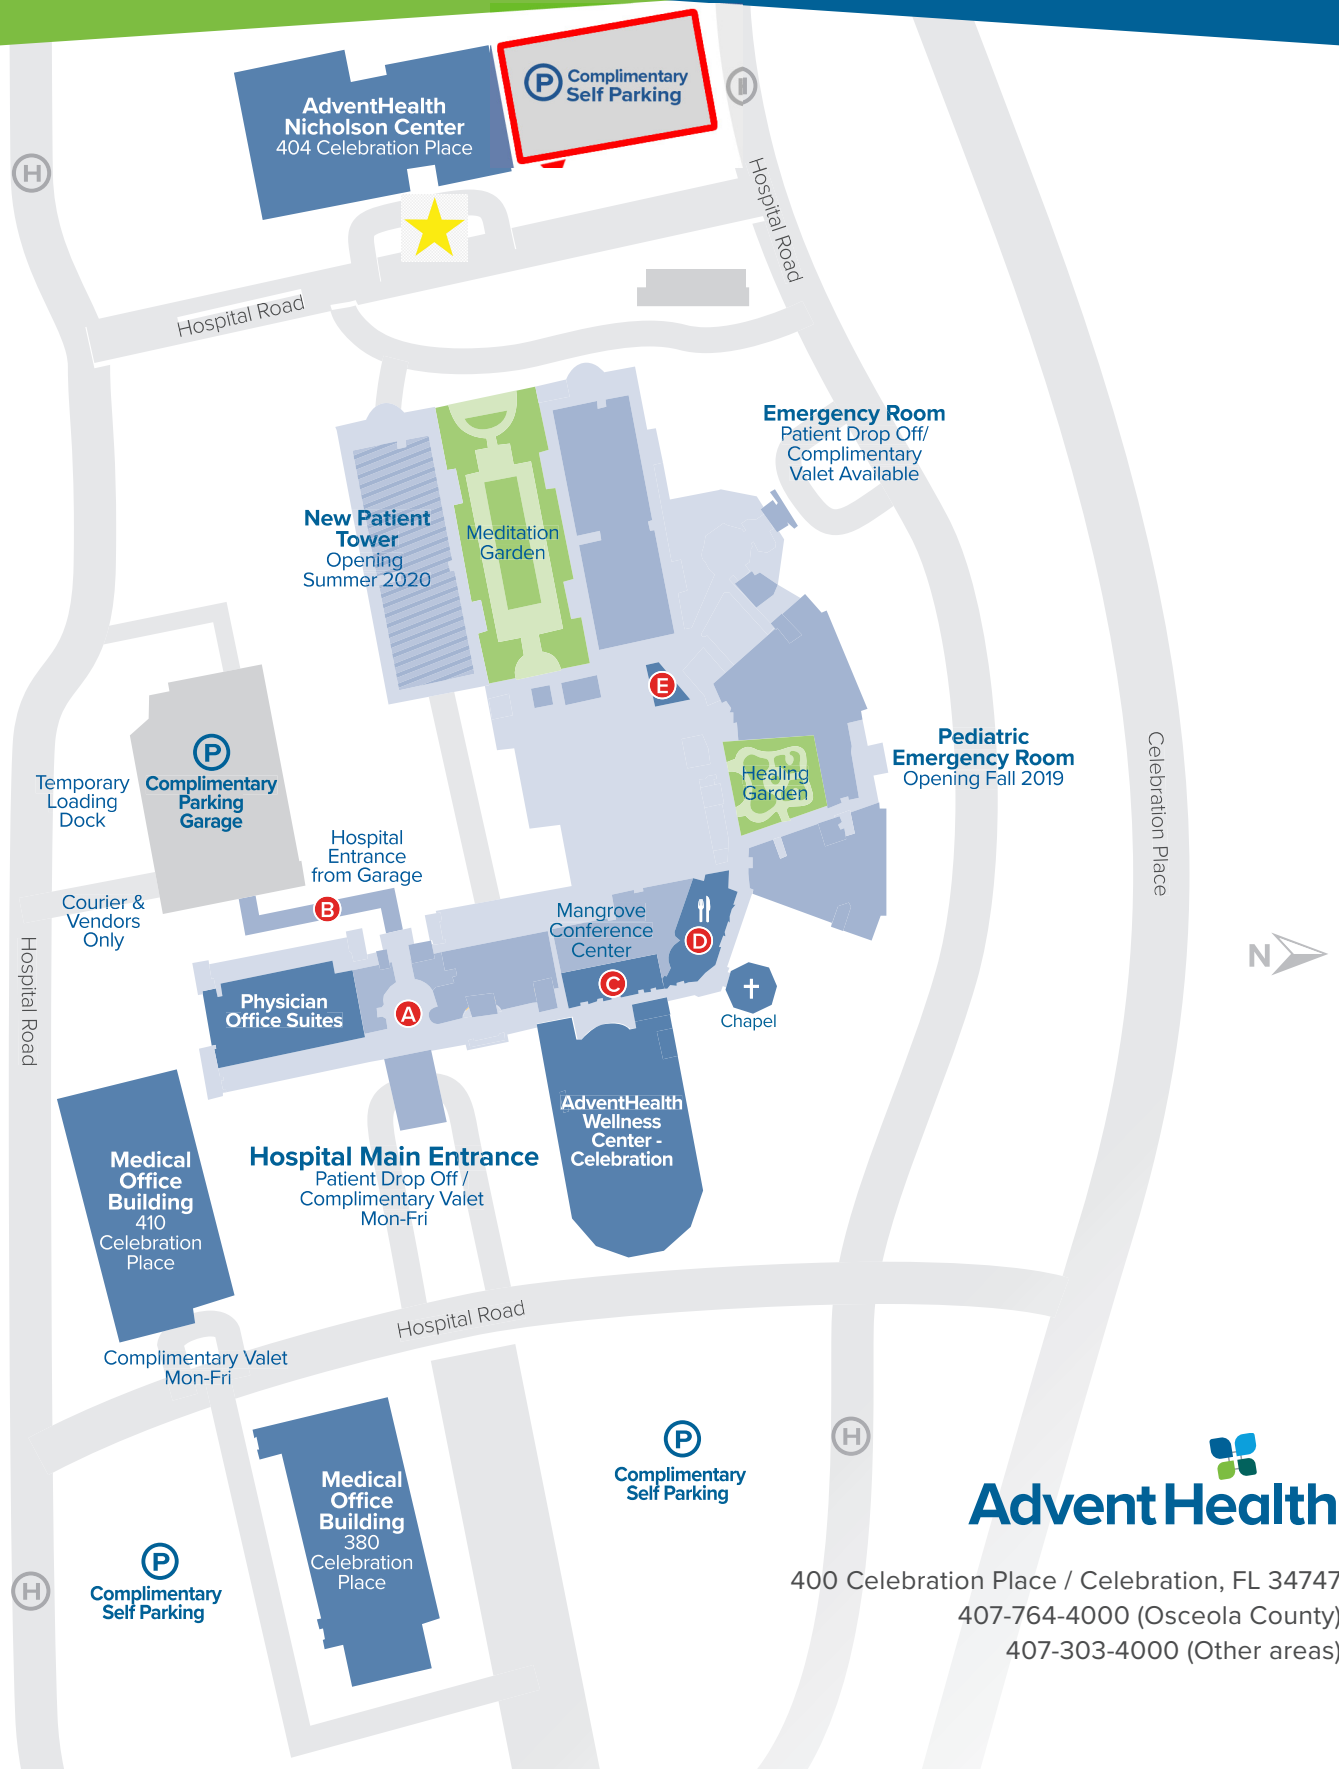 AdventHealth
Nicholson Center
404 Celebration Place
P
Complimentary
Self Parking
H
H
Hospital Road
Hospital Road
Emergency Room
Patient Drop Off/
Complimentary
Valet Available
New Patient
Tower
Opening
Summer 2020
Meditation
Garden
E
Pediatric
Emergency Room
Opening Fall 2019
Healing
Garden
Celebration Place
P
Complimentary
Parking
Garage
Temporary
Loading
Dock
Hospital
Entrance
from Garage
B
Courier &
Vendors
Only
Hospital Road
Mangrove
Conference
Center
D
C
N
Physician
Office Suites
A
Chapel
AdventHealth
Wellness
Center -
Celebration
Medical
Office
Building
410
Celebration
Place
Hospital Main Entrance
Patient Drop Off /
Complimentary Valet
Mon-Fri
Hospital Road
Complimentary Valet
Mon-Fri
P
Complimentary
Self Parking
H
Medical
Office
Building
380
Celebration
Place
P
Complimentary
Self Parking
H
AdventHealth
400 Celebration Place / Celebration, FL 34747
407-764-4000 (Osceola County)
407-303-4000 (Other areas)